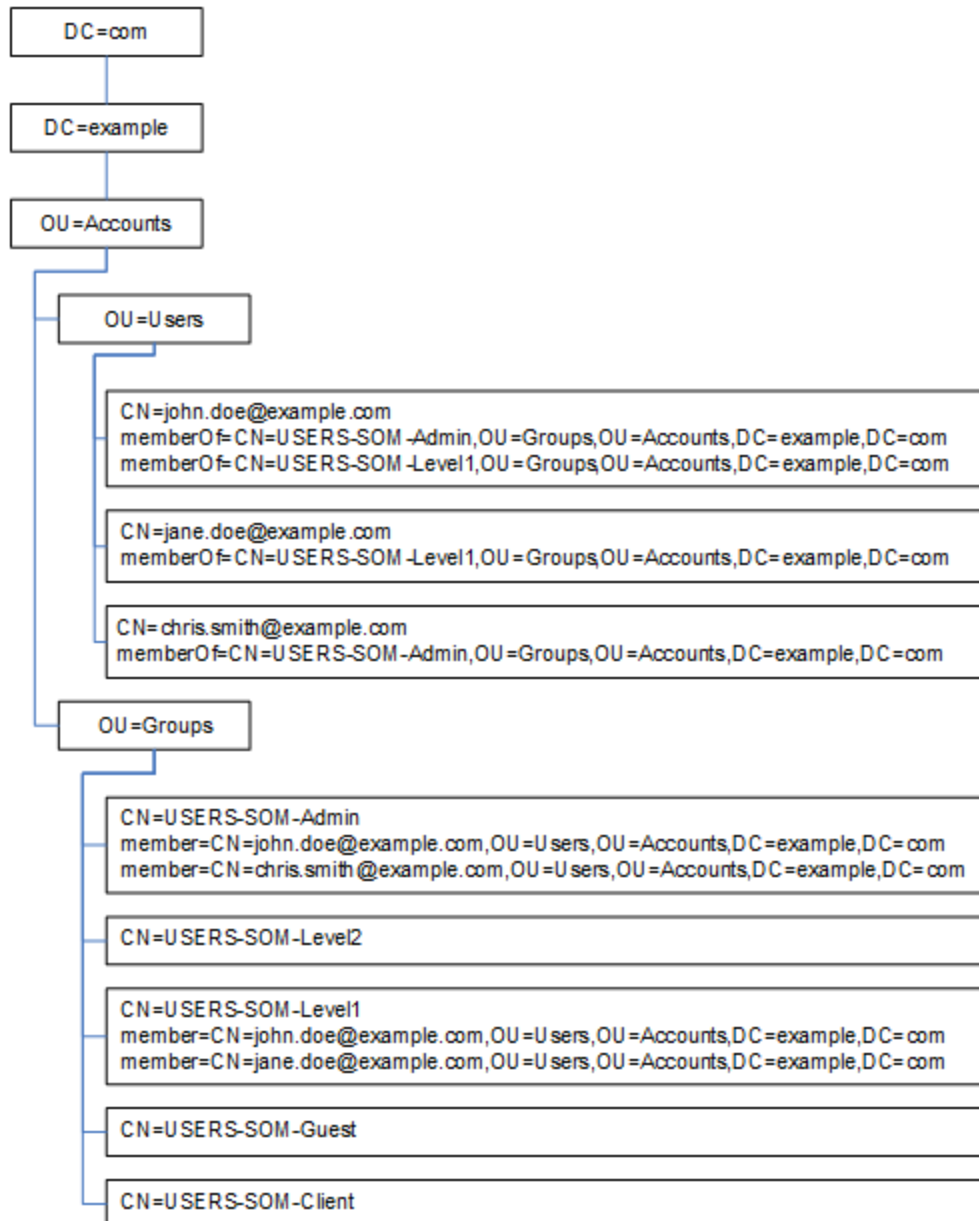 DC=com
DC=example
OU=Accounts
OU=Users
CN=john.doe@example.com
memberOf=CN=USERS-SOM-Admin,OU=Groups,OU=Accounts,DC=example,DC=com
memberOf=CN=USERS-SOM-Level1,OU=Groups,OU=Accounts,DC=example,DC=com
CN=jane.doe@example.com
memberOf=CN=USERS-SOM-Level1,OU=Groups,OU=Accounts,DC=example,DC=com
CN=chris.smith@example.com
memberOf=CN=USERS-SOM-Admin,OU=Groups,OU=Accounts,DC=example,DC=com
OU=Groups
CN=USERS-SOM-Admin
member=CN=john.doe@example.com,OU=Users,OU=Accounts,DC=example,DC=com
member=CN=chris.smith@example.com,OU=Users,OU=Accounts,DC=example,DC=com
CN=USERS-SOM-Level2
CN=USERS-SOM-Level1
member=CN=john.doe@example.com,OU=Users,OU=Accounts,DC=example,DC=com
member=CN=jane.doe@example.com,OU=Users,OU=Accounts,DC=example,DC=com
CN=USERS-SOM-Guest
CN=USERS-SOM-Client